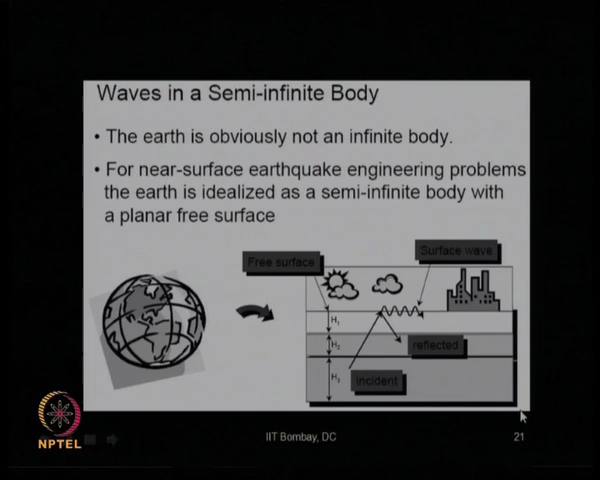 Waves in a Semi-infinite Body
• The earth is obviously not an infinite body.
• For near-surface earthquake engineering problems
the earth is idealized as a semi-infinite body with
a planar free surface
Surface wave
Free surface
H₁
H₂
reflected
H₃
incident
NPTEL
IIT Bombay, DC
21